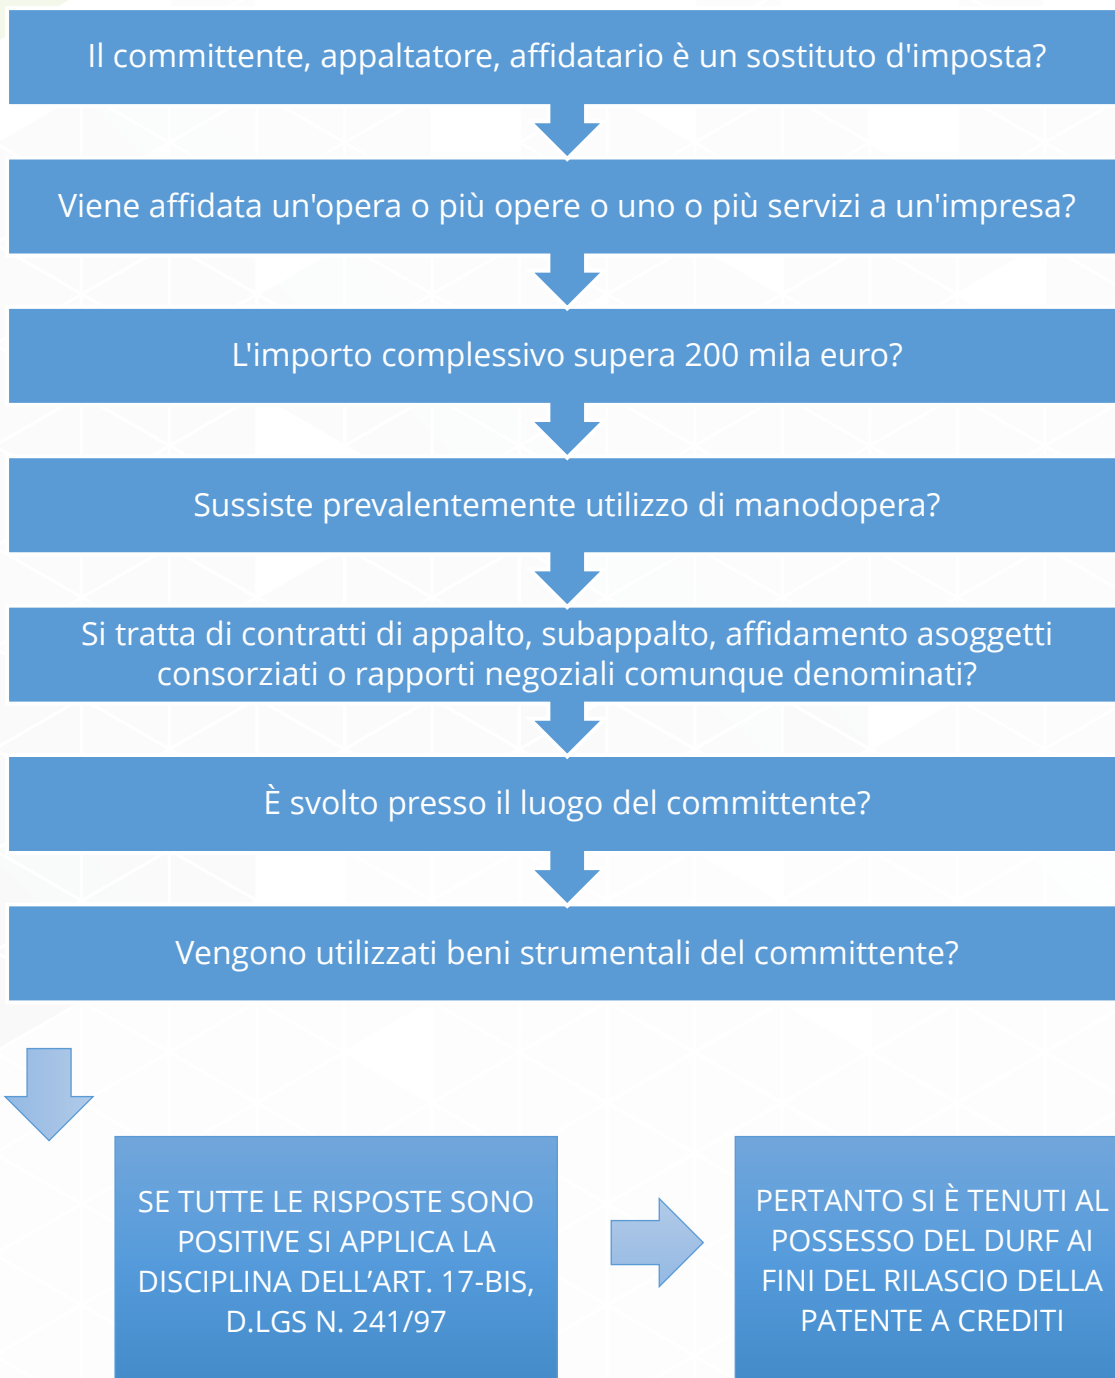 Il committente, appaltatore, affidatario è un sostituto d'imposta?
Viene affidata un'opera o più opere o uno o più servizi a un'impresa?
L'importo complessivo supera 200 mila euro?
Sussiste prevalentemente utilizzo di manodopera?
Si tratta di contratti di appalto, subappalto, affidamento asoggetti
consorziati o rapporti negoziali comunque denominati?
È svolto presso il luogo del committente?
Vengono utilizzati beni strumentali del committente?
SE TUTTE LE RISPOSTE SONO
POSITIVE SI APPLICA LA
DISCIPLINA DELL’ART. 17-BIS,
D.LGS N. 241/97
PERTANTO SI È TENUTI AL
POSSESSO DEL DURF AI
FINI DEL RILASCIO DELLA
PATENTE A CREDITI